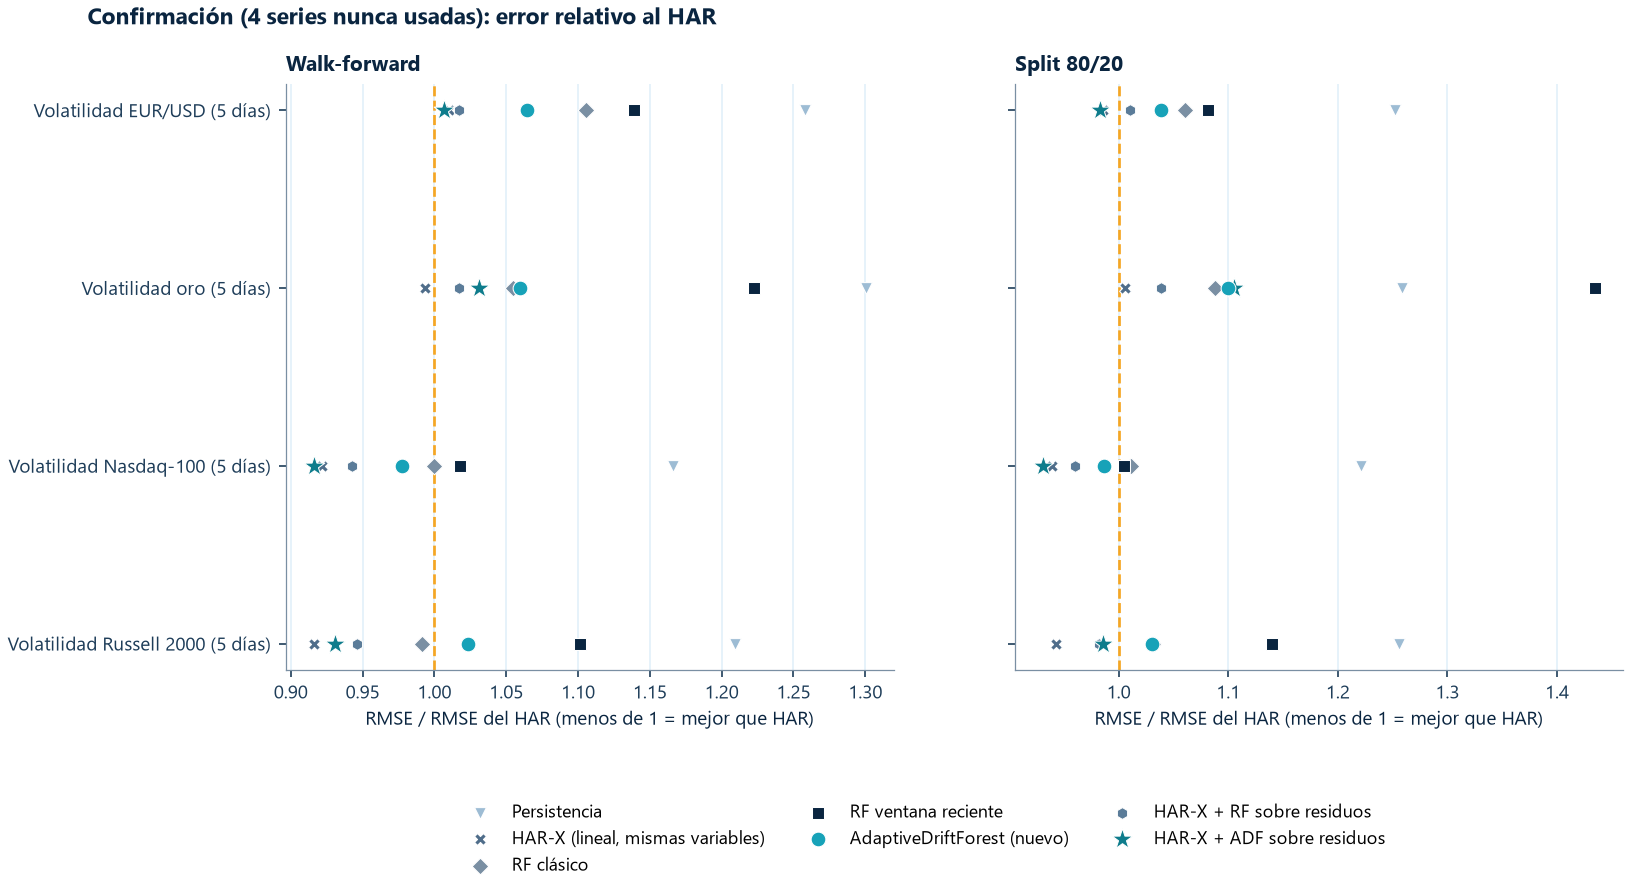 Confirmación (4 series nunca usadas): error relativo al HAR
Walk-forward
Split 80/20
Volatilidad EUR/USD (5 días)
Volatilidad oro (5 días)
Volatilidad Nasdaq-100 (5 días)
Volatilidad Russell 2000 (5 días)
0.90 0.95 1.00 1.05 1.10 1.15 1.20 1.25 1.30
1.0 1.1 1.2 1.3 1.4
RMSE / RMSE del HAR (menos de 1 = mejor que HAR)
RMSE / RMSE del HAR (menos de 1 = mejor que HAR)
Persistencia
HAR-X (lineal, mismas variables)
RF clásico
RF ventana reciente
AdaptiveDriftForest (nuevo)
HAR-X + RF sobre residuos
HAR-X + ADF sobre residuos